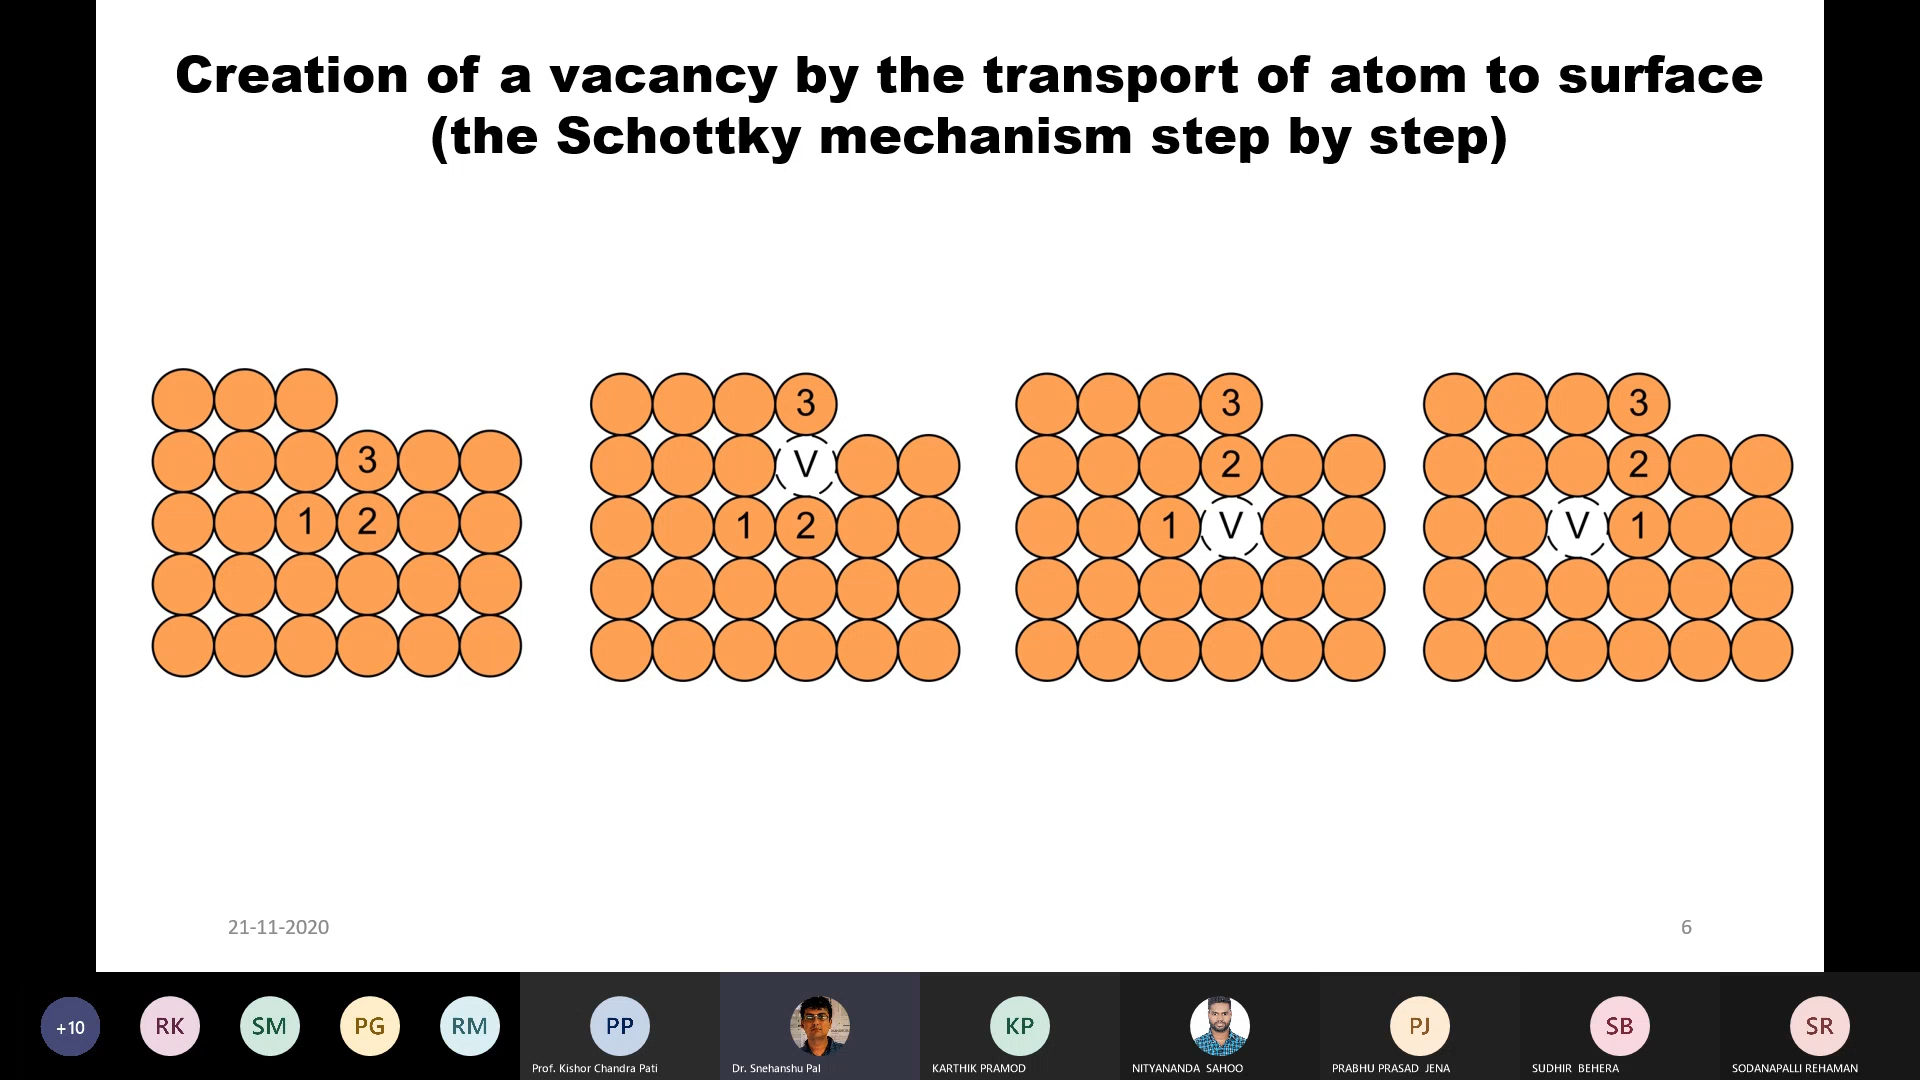 Creation of a vacancy by the transport of atom to surface
(the Schottky mechanism step by step)
3
1 2
3
V
1 2
3
2
1 V
3
2
V 1
21-11-2020
6
+10
RK
SM
PG
RM
PP
Prof. Kishor Chandra Pati
Dr. Snehanshu Pal
KP
KARTHIK PRAMOD
NITYANANDA SAHOO
PJ
PRABHU PRASAD JENA
SB
SUDHIR BEHERA
SR
SODANAPALLI REHAMAN